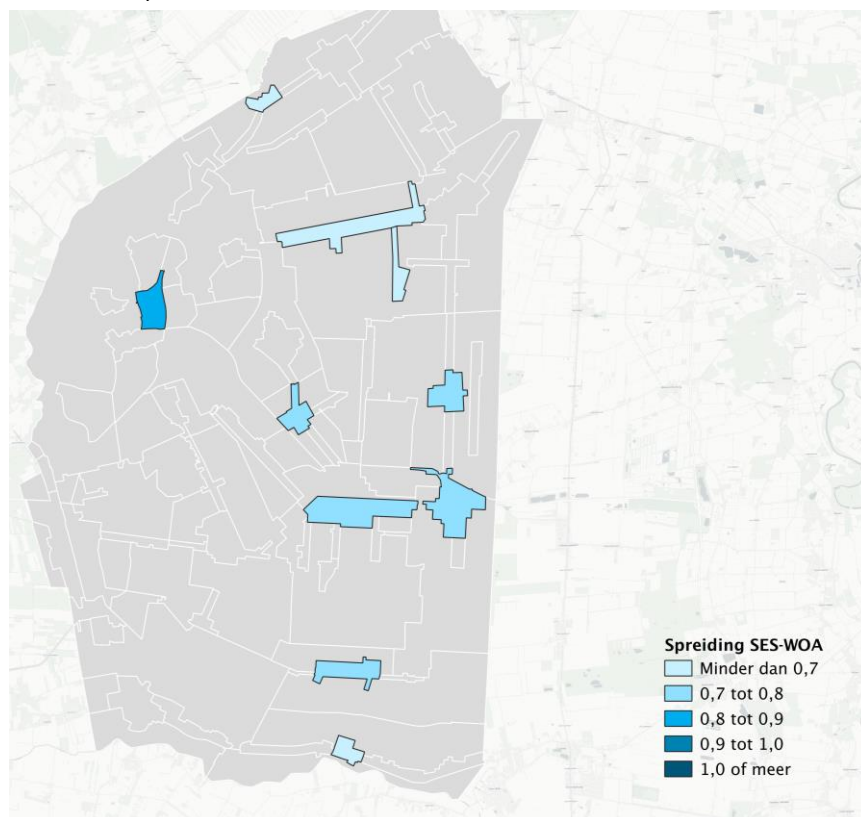 Spreiding SES-WOA
Minder dan 0,7
0,7 tot 0,8
0,8 tot 0,9
0,9 tot 1,0
1,0 of meer